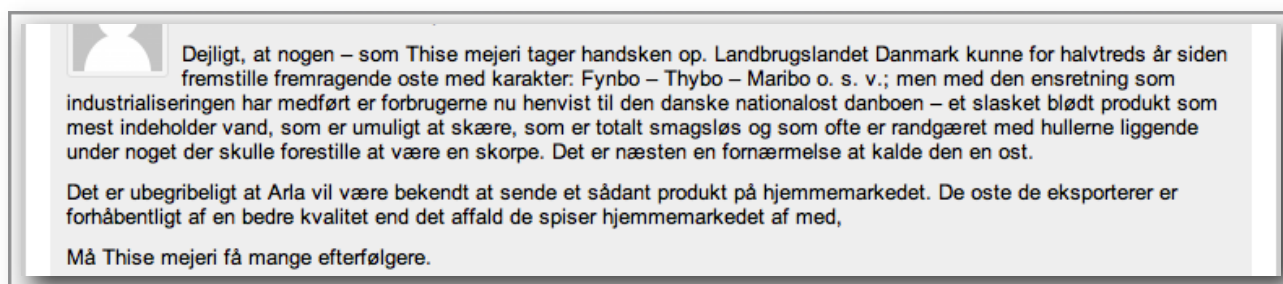 Dejligt, at nogen – som Thise mejeri tager handsken op. Landbrugslandet Danmark kunne for halvtreds år siden
fremstille fremragende oste med karakter: Fynbo – Thybo – Maribo o. s. v.; men med den ensretning som
industrialiseringen har medført er forbrugerne nu henvist til den danske nationalost danboen – et slasket blødt produkt som
mest indeholder vand, som er umuligt at skære, som er totalt smagsløs og som ofte er randgæret med hullerne liggende
under noget der skulle forestille at være en skorpe. Det er næsten en fornærmelse at kalde den en ost.
Det er ubegribeligt at Arla vil være bekendt at sende et sådant produkt på hjemmemarkedet. De oste de eksporterer er
forhåbentligt af en bedre kvalitet end det affald de spiser hjemmemarkedet af med,
Må Thise mejeri få mange efterfølgere.